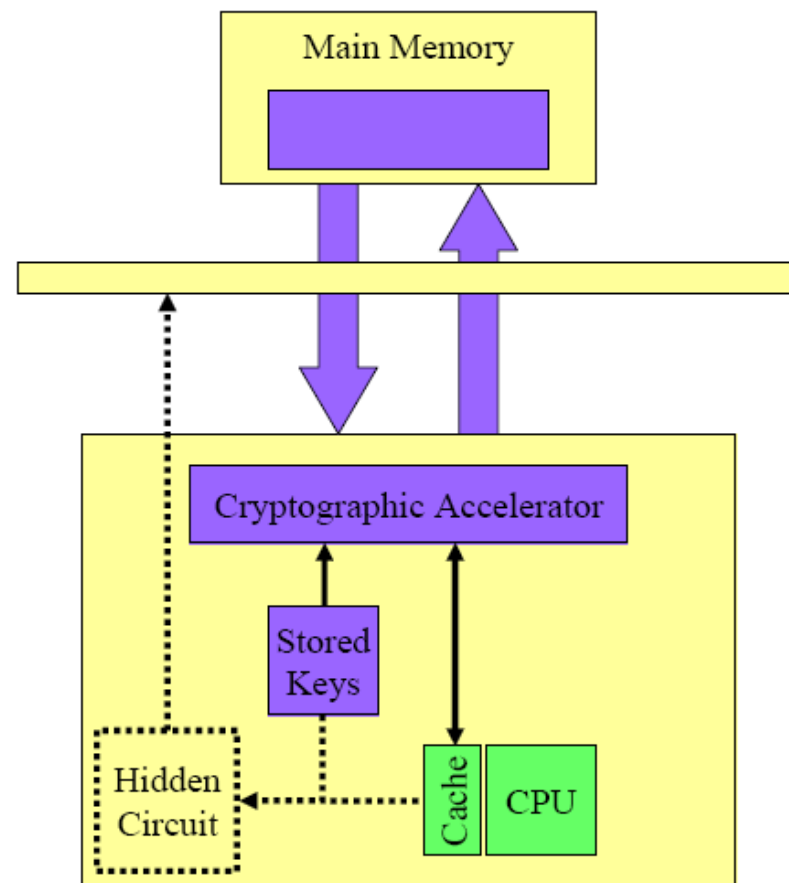 Main Memory
Cryptographic Accelerator
Stored
Keys
Hidden
Circuit
Cache
CPU